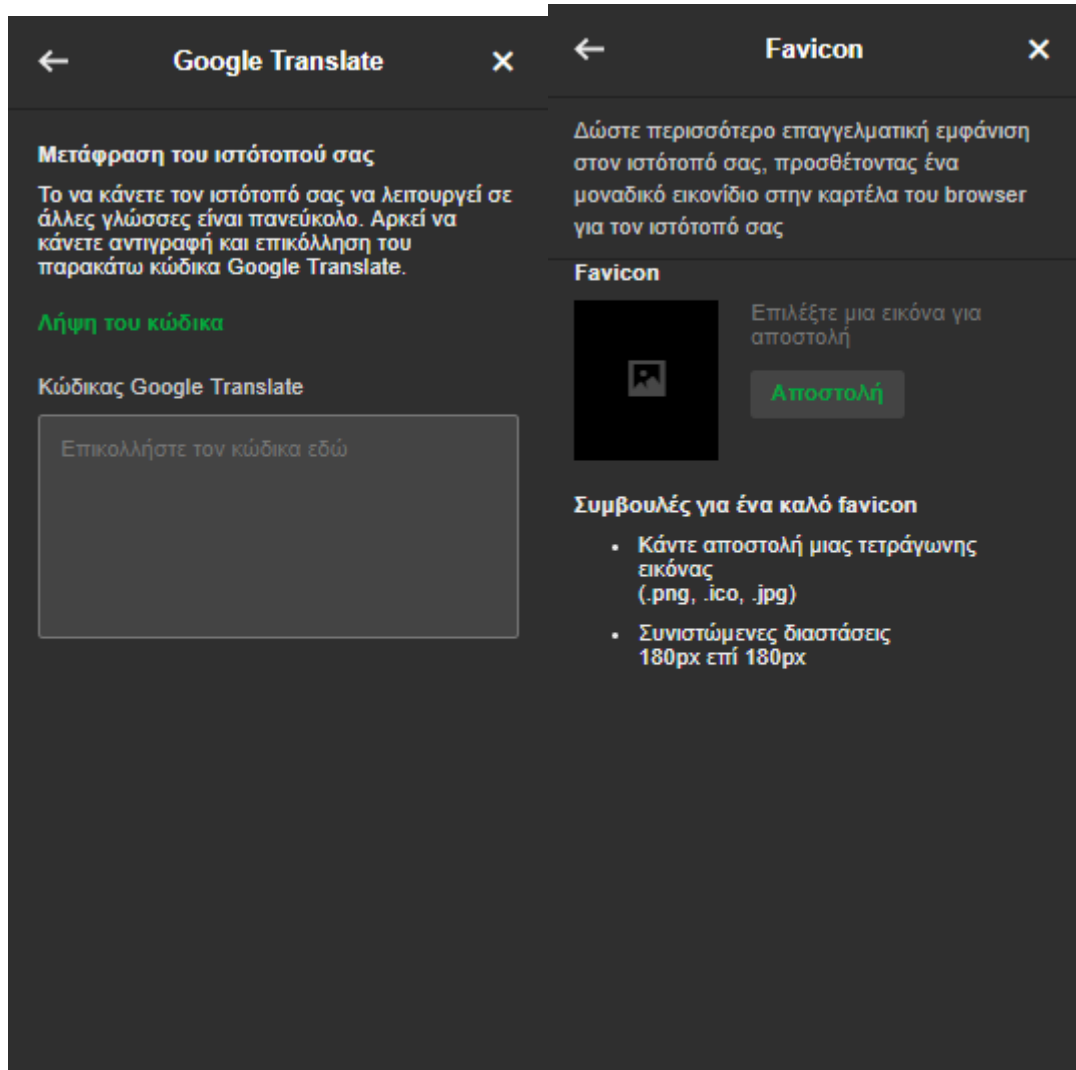 Google Translate
Μετάφραση του ιστότοπού σας
Το να κάνετε τον ιστότοπό σας να λειτουργεί σε
άλλες γλώσσες είναι πανεύκολο. Αρκεί να
κάνετε αντιγραφή και επικόλληση του
παρακάτω κώδικα Google Translate.
Λήψη του κώδικα
Κώδικας Google Translate
Επικολλήστε τον κώδικα εδώ
Favicon
Δώστε περισσότερο επαγγελματική εμφάνιση
στον ιστότοπό σας, προσθέτοντας ένα
μοναδικό εικονίδιο στην καρτέλα του browser
για τον ιστότοπό σας
Favicon
Επιλέξτε μια εικόνα για
αποστολή
Αποστολή
Συμβουλές για ένα καλό favicon
• Κάντε αποστολή μιας τετράγωνης
εικόνας
(.png, .ico, .jpg)
• Συνιστώμενες διαστάσεις
180px επί 180px